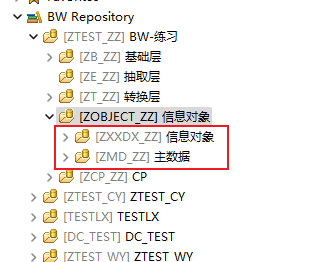 BW Repository
[ZTEST_ZZ] BW-练习
[ZB_ZZ] 基础层
[ZE_ZZ] 抽取层
[ZT_ZZ] 转换层
[ZOBJECT_ZZ] 信息对象
[ZXXDX_ZZ] 信息对象
[ZMD_ZZ] 主数据
[ZCP_ZZ] CP
[ZTEST_CY] ZTEST_CY
[TESTLX] TESTLX
[DC_TEST] DC_TEST
[ZTEST_WY] ZTEST_WY